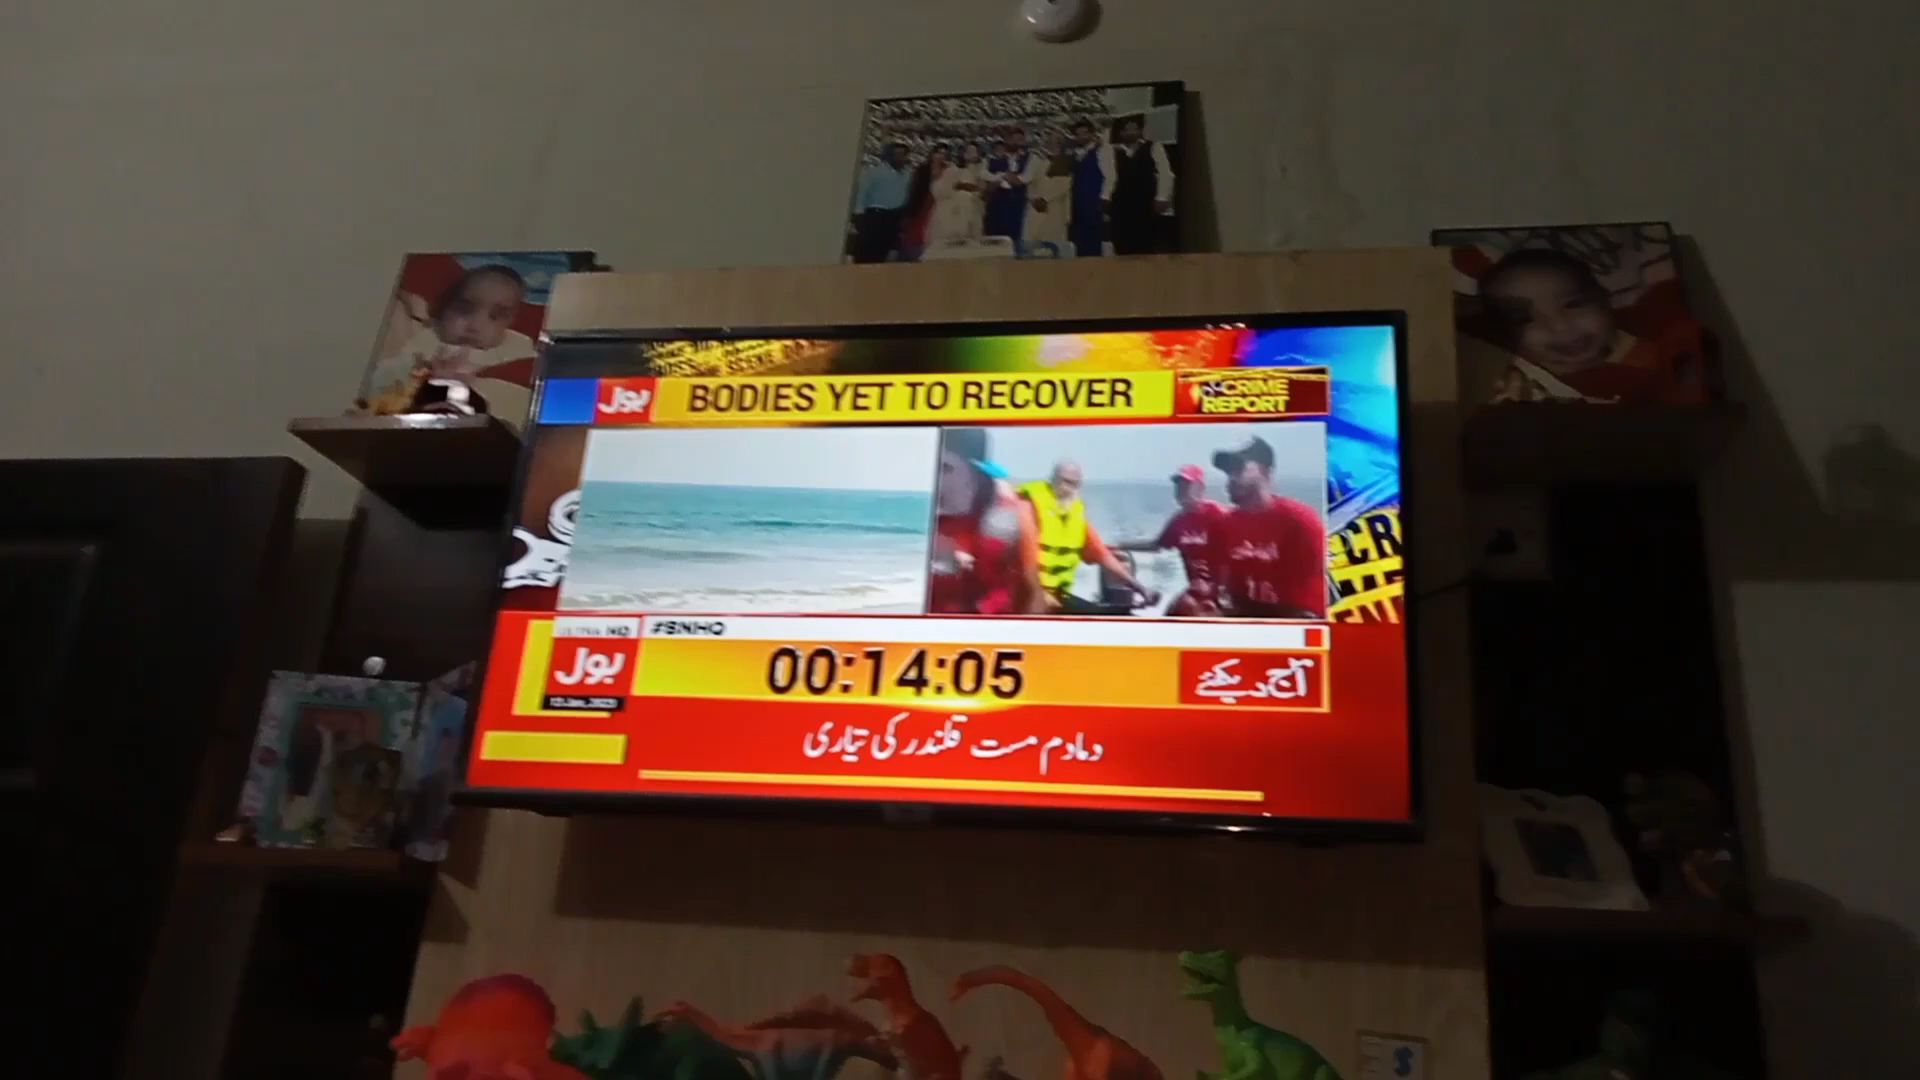 بول BODIES YET TO RECOVER CRIME
REPORT
#BNHQ
بول 00:14:05 آج دیکھئے
دمادم مست قلندر کی تیاری